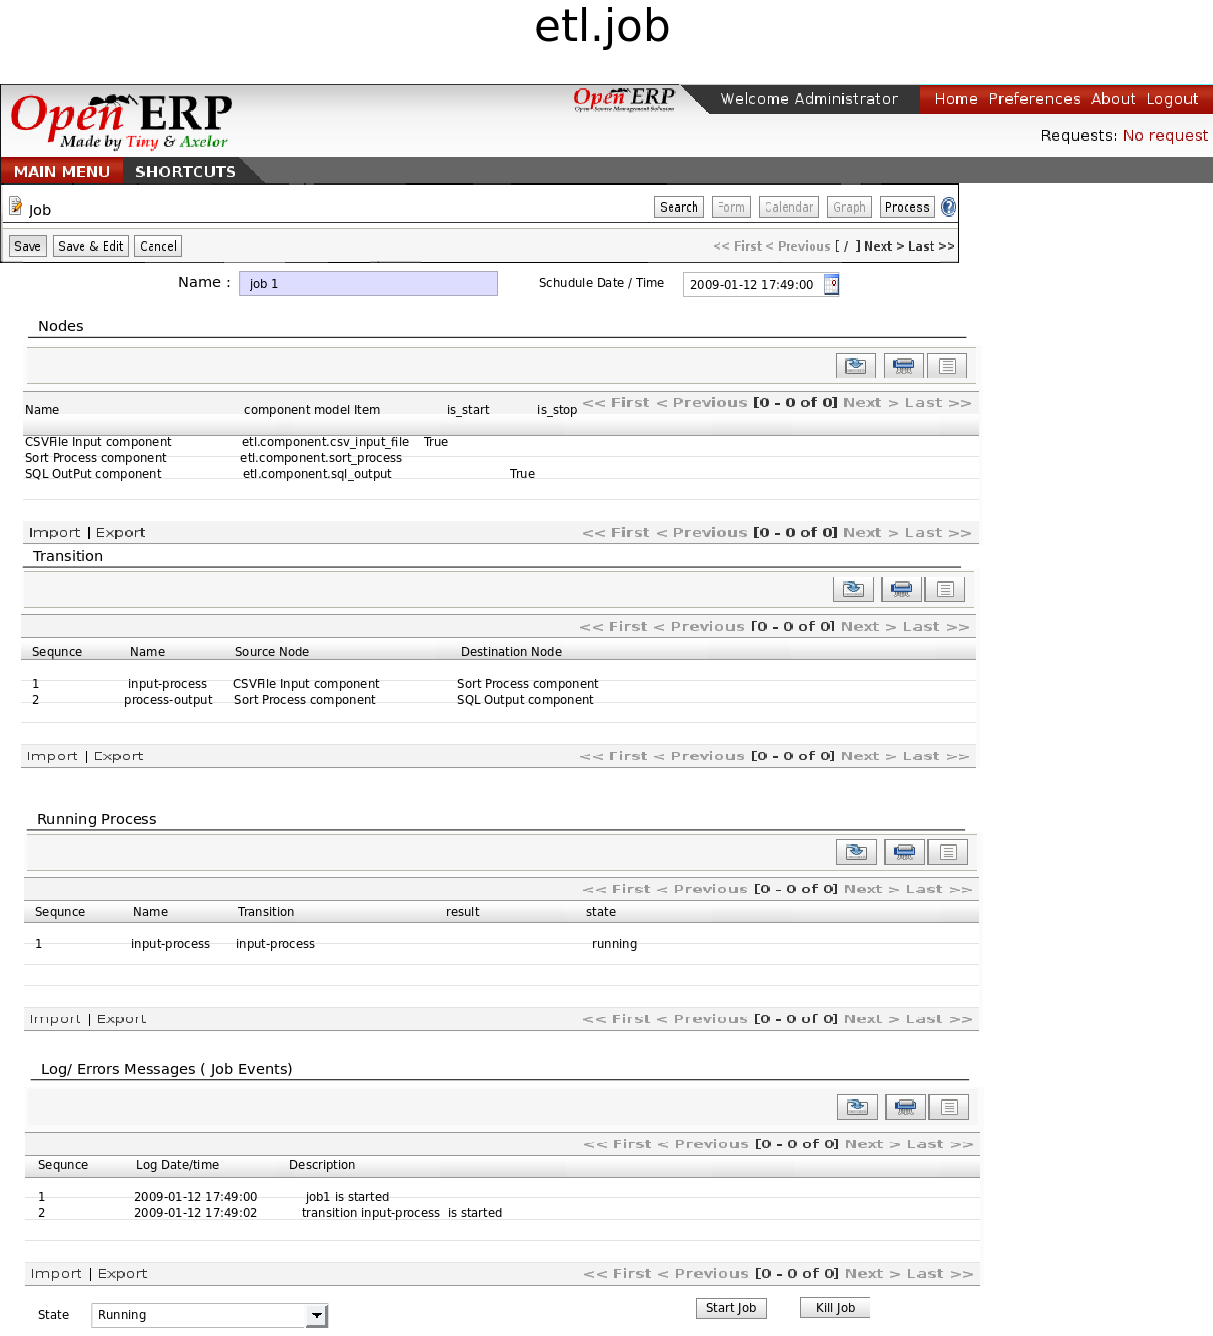 etl.job
Open ERP
Made by Tiny & Axelor
Open ERP
Open Source Management Solution
Welcome Administrator
Home Preferences About Logout
Requests: No request
MAIN MENU SHORTCUTS
Job
Search Form Calendar Graph Process ?
Save Save & Edit Cancel
<< First < Previous [ / ] Next > Last >>
Name : job 1 Schudule Date / Time 2009-01-12 17:49:00
Nodes
<< First < Previous [0 - 0 of 0] Next > Last >>
Name component model Item is_start is_stop
CSVFile Input component etl.component.csv_input_file True
Sort Process component etl.component.sort_process
SQL OutPut component etl.component.sql_output True
Import | Export << First < Previous [0 - 0 of 0] Next > Last >>
Transition
<< First < Previous [0 - 0 of 0] Next > Last >>
Sequnce Name Source Node Destination Node
1 input-process CSVFile Input component Sort Process component
2 process-output Sort Process component SQL Output component
Import | Export << First < Previous [0 - 0 of 0] Next > Last >>
Running Process
<< First < Previous [0 - 0 of 0] Next > Last >>
Sequnce Name Transition result state
1 input-process input-process running
Import | Export << First < Previous [0 - 0 of 0] Next > Last >>
Log/ Errors Messages ( Job Events)
<< First < Previous [0 - 0 of 0] Next > Last >>
Sequnce Log Date/time Description
1 2009-01-12 17:49:00 job1 is started
2 2009-01-12 17:49:02 transition input-process is started
Import | Export << First < Previous [0 - 0 of 0] Next > Last >>
State Running Start Job Kill Job